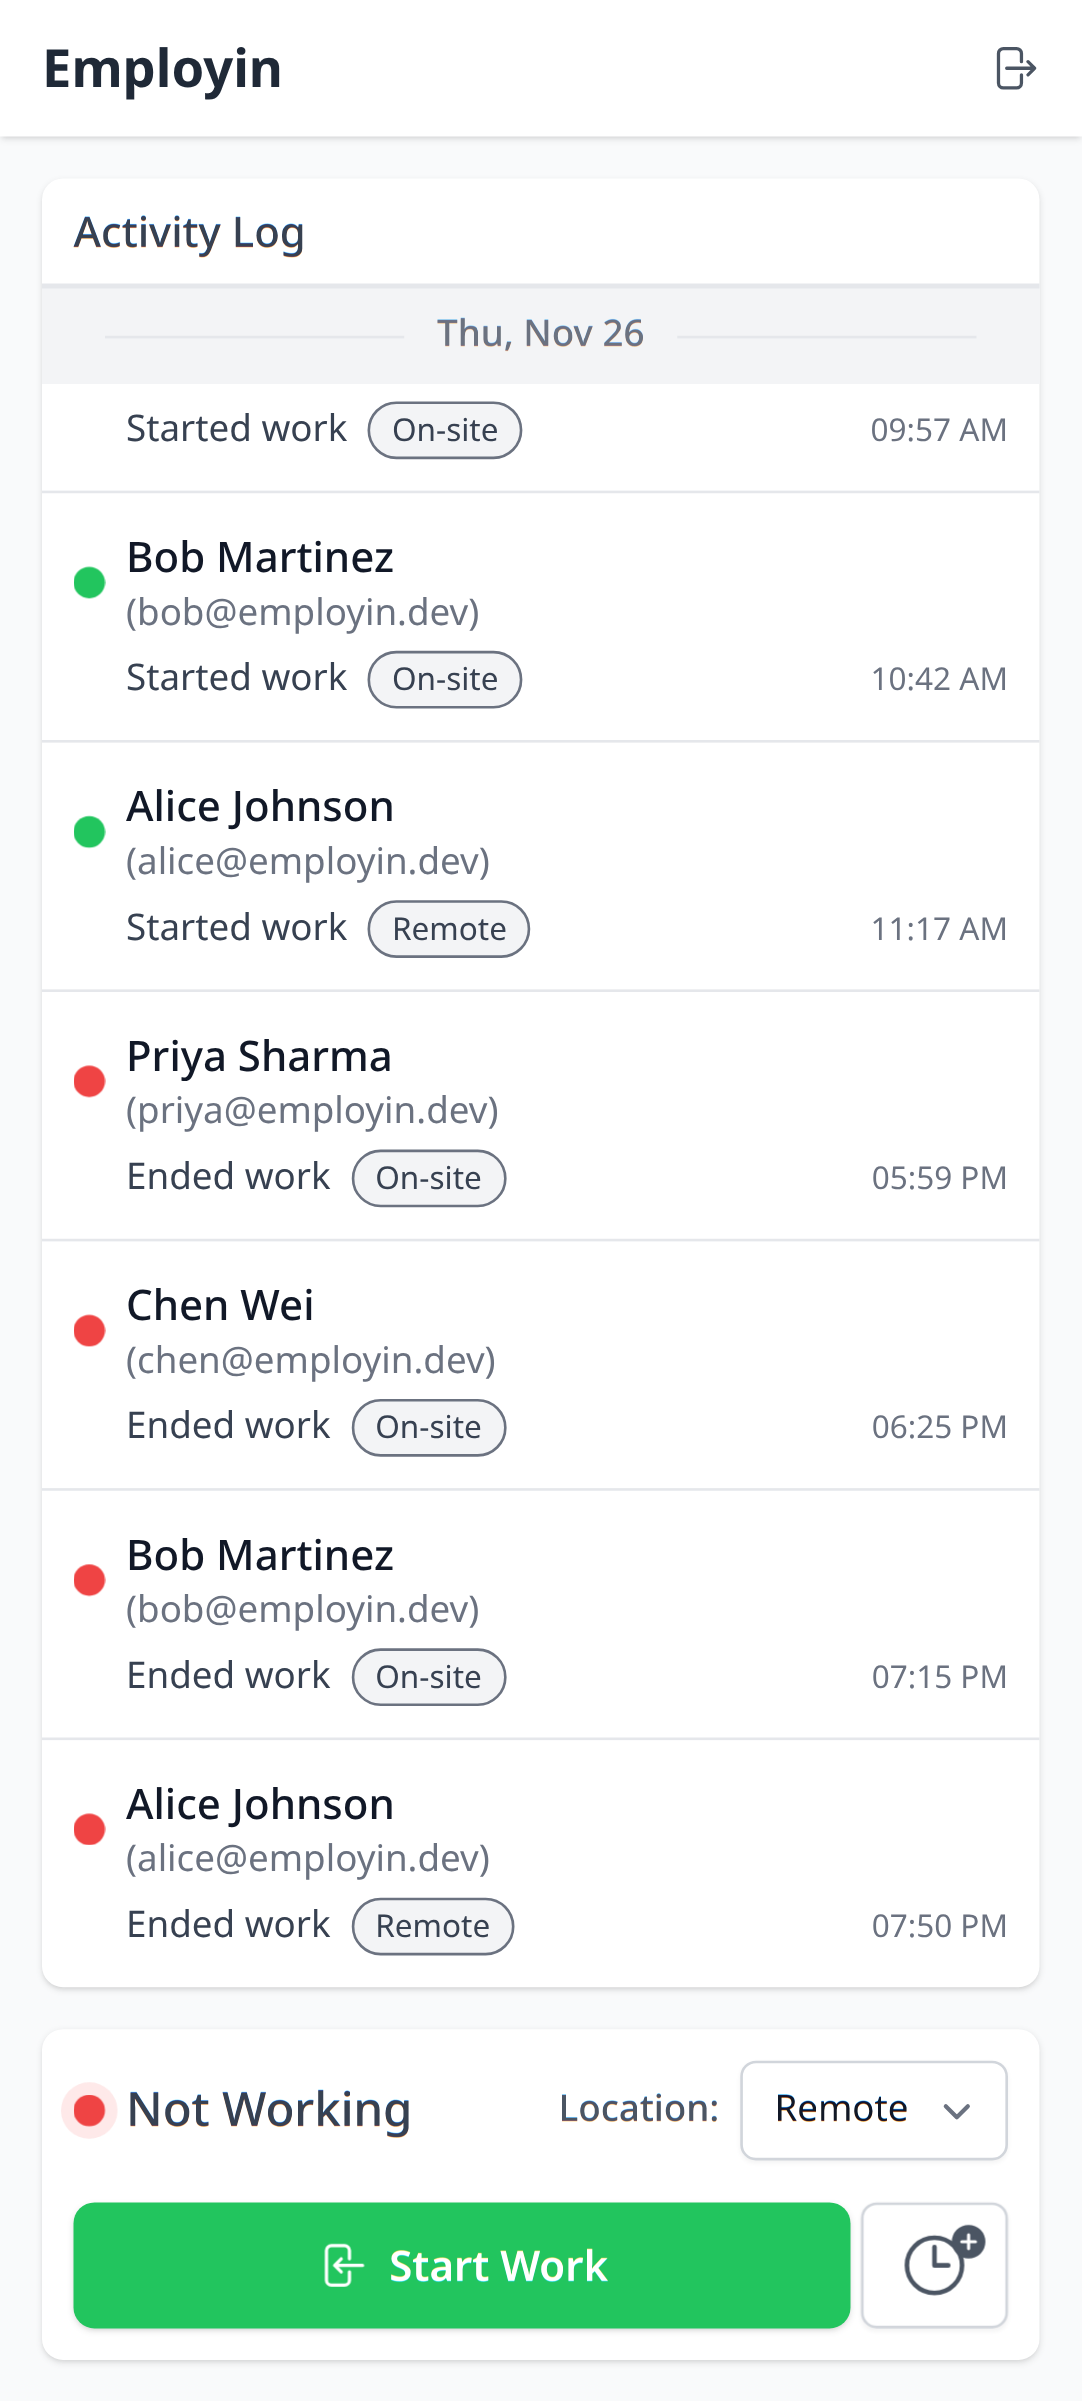 Employin
Activity Log
Thu, Nov 26
Started work On-site 09:57 AM
Bob Martinez
(bob@employin.dev)
Started work On-site 10:42 AM
Alice Johnson
(alice@employin.dev)
Started work Remote 11:17 AM
Priya Sharma
(priya@employin.dev)
Ended work On-site 05:59 PM
Chen Wei
(chen@employin.dev)
Ended work On-site 06:25 PM
Bob Martinez
(bob@employin.dev)
Ended work On-site 07:15 PM
Alice Johnson
(alice@employin.dev)
Ended work Remote 07:50 PM
Not Working Location: Remote
Start Work